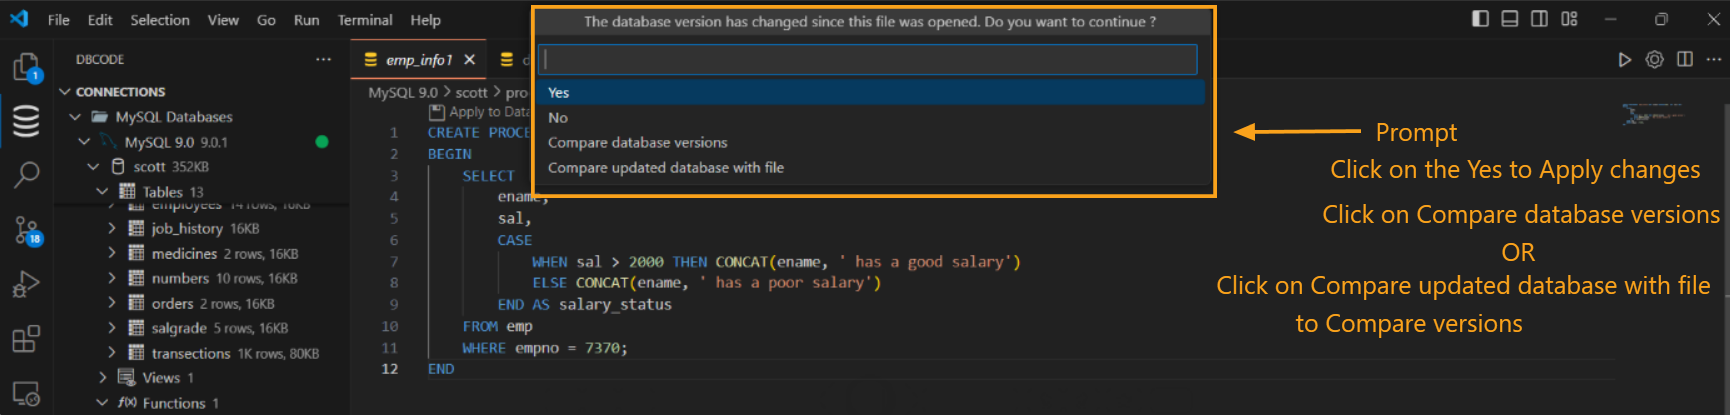 File Edit Selection View Go Run Terminal Help
The database version has changed since this file was opened. Do you want to continue ?
Yes
No
Compare database versions
Compare updated database with file
DBCODE
CONNECTIONS
MySQL Databases
MySQL 9.0 9.0.1
scott 352KB
Tables 13
employees 14 rows, 16KB
job_history 16KB
medicines 2 rows, 16KB
numbers 10 rows, 16KB
orders 2 rows, 16KB
salgrade 5 rows, 16KB
transections 1K rows, 80KB
Views 1
f(x) Functions 1
1
18
emp_info1
MySQL 9.0 > scott >
Apply to
1 CREATE
2 BEGIN
3 SELECT
4 ename,
5 sal,
6 CASE
7 WHEN sal > 2000 THEN CONCAT(ename, ' has a good salary')
8 ELSE CONCAT(ename, ' has a poor salary')
9 END AS salary_status
10 FROM emp
11 WHERE empno = 7370;
12 END
Prompt
Click on the Yes to Apply changes
Click on Compare database versions
OR
Click on Compare updated database with file
to Compare versions